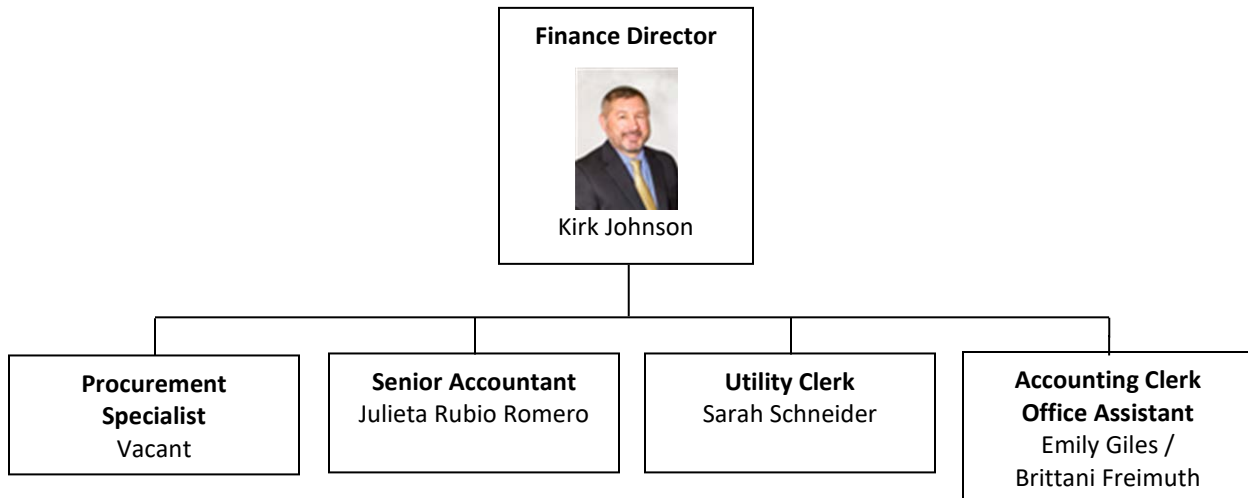 Finance Director
Kirk Johnson
Procurement
Specialist
Vacant
Senior Accountant
Julieta Rubio Romero
Utility Clerk
Sarah Schneider
Accounting Clerk
Office Assistant
Emily Giles /
Brittani Freimuth